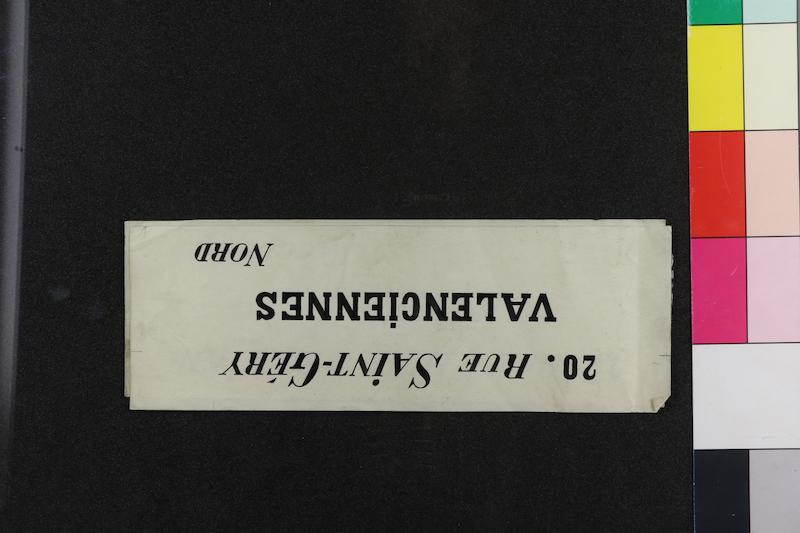 20. RUE SAINT-GÉRY
VALENCiENNES
NORD